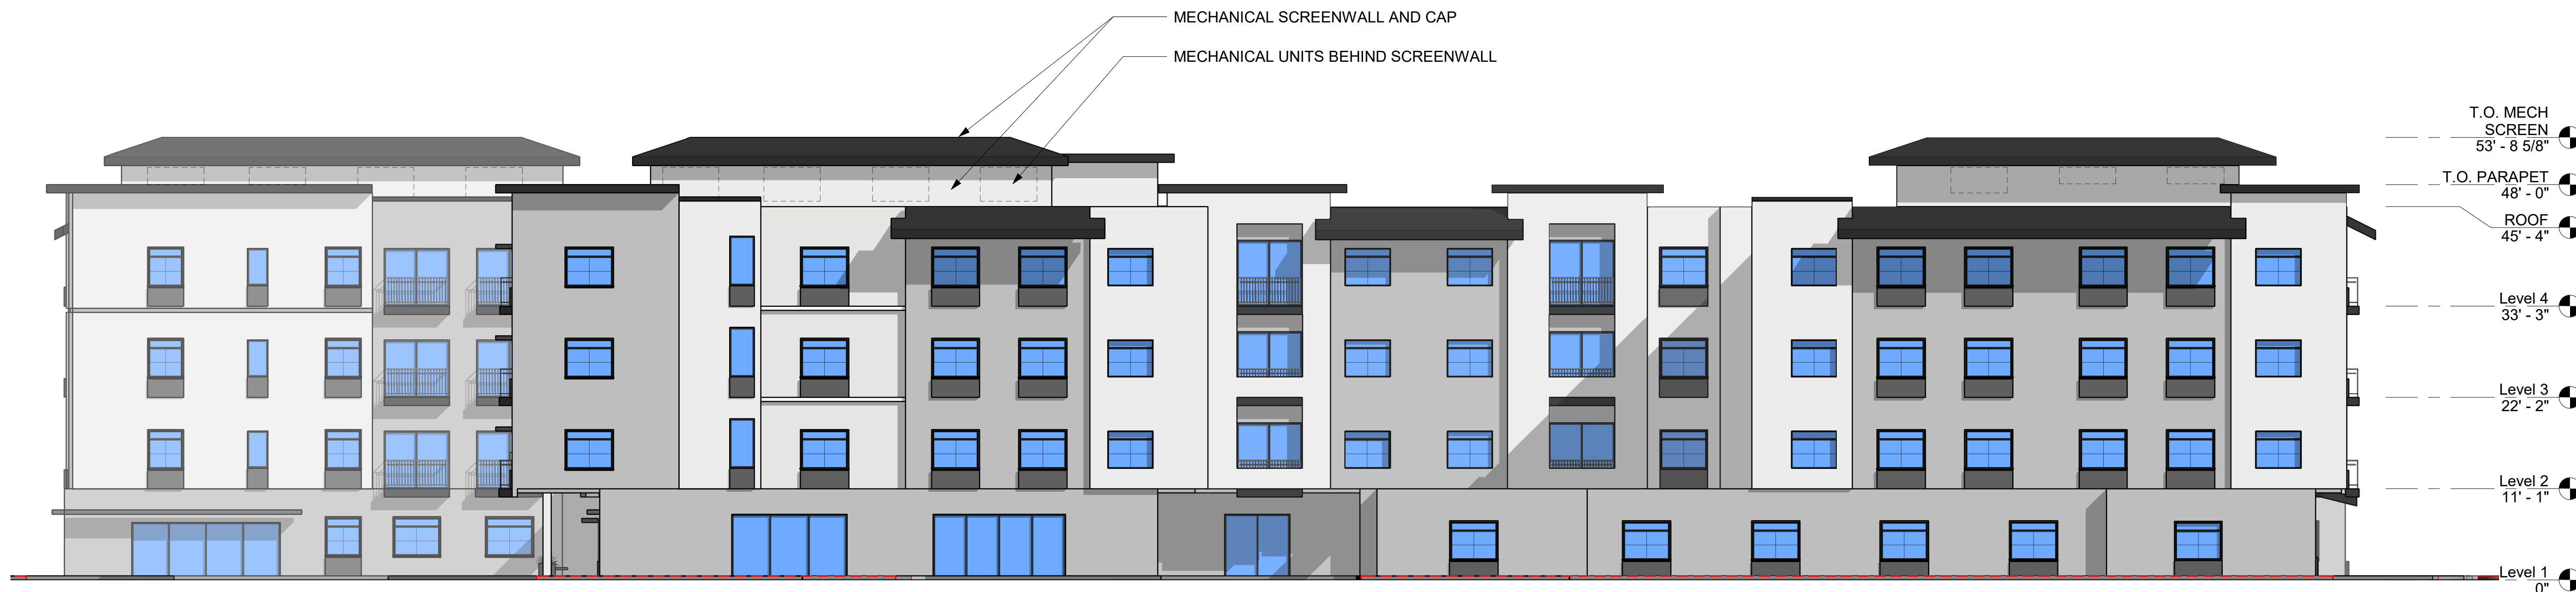 MECHANICAL SCREENWALL AND CAP
MECHANICAL UNITS BEHIND SCREENWALL
T.O. MECH
SCREEN
53' - 8 5/8"
T.O. PARAPET
48' - 0"
ROOF
45' - 4"
Level 4
33' - 3"
Level 3
22' - 2"
Level 2
11' - 1"
Level 1
0"